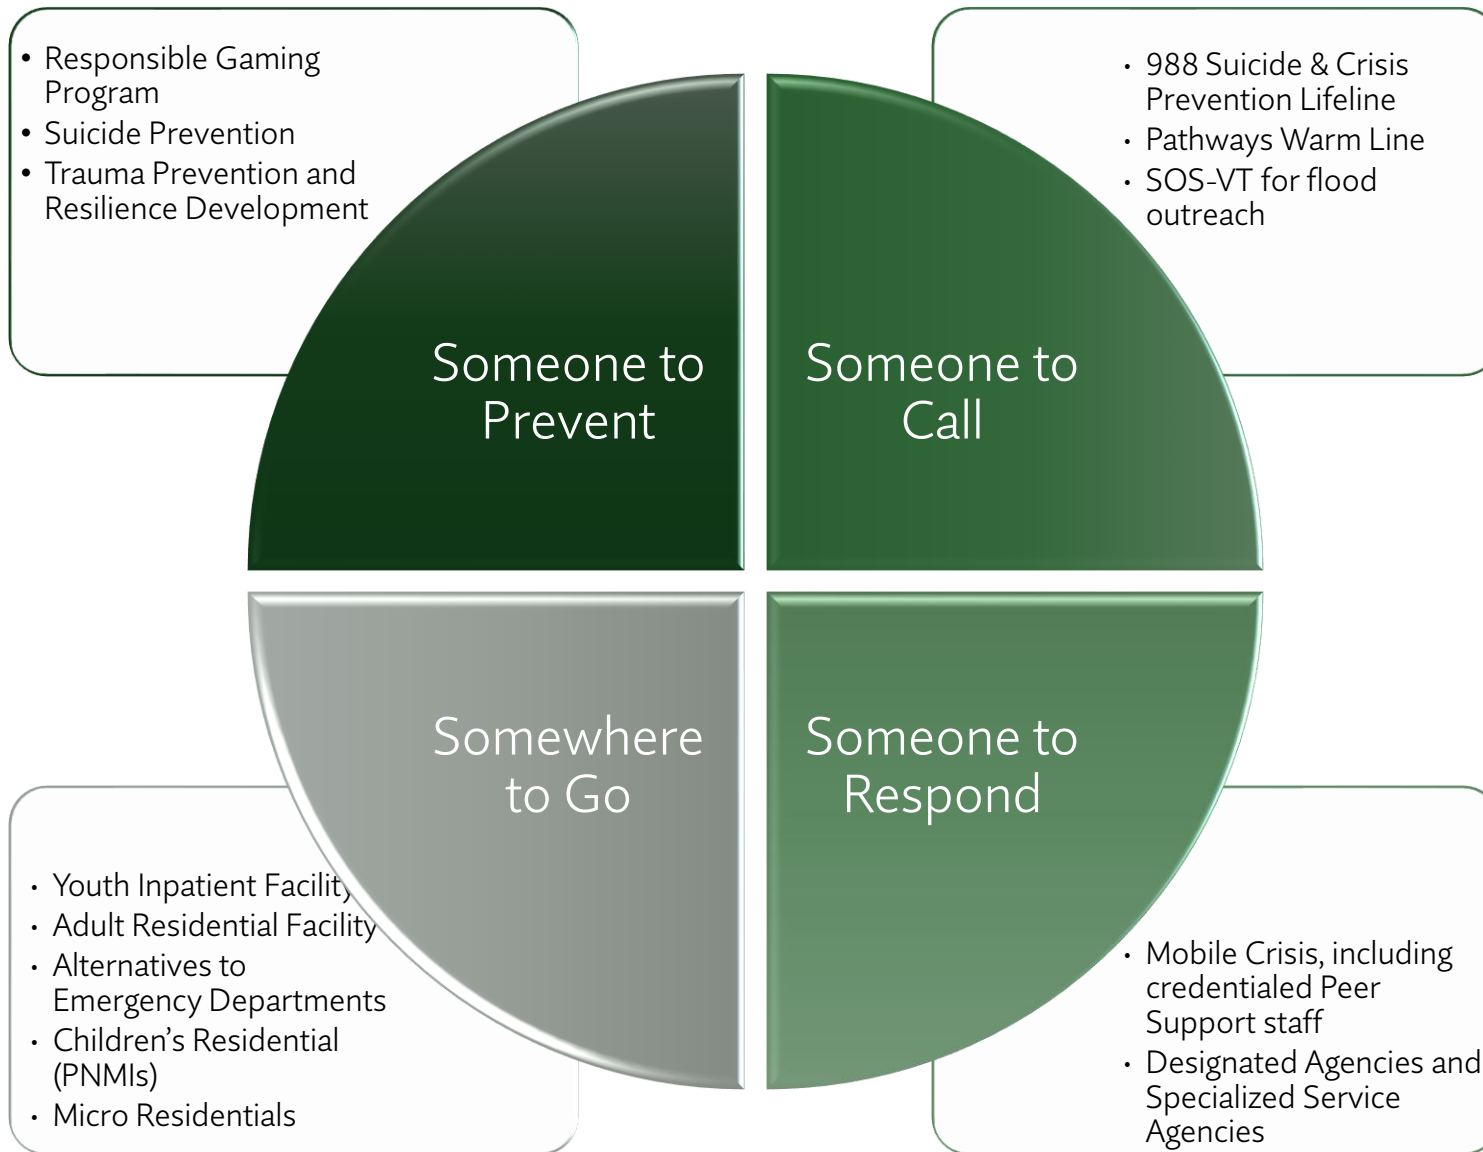 • Responsible Gaming
Program
• Suicide Prevention
• Trauma Prevention and
Resilience Development
· 988 Suicide & Crisis
Prevention Lifeline
· Pathways Warm Line
· SOS-VT for flood
outreach
Someone to
Prevent
Someone to
Call
Somewhere
to Go
Someone to
Respond
· Youth Inpatient Facility
· Adult Residential Facility
· Alternatives to
Emergency Departments
· Children’s Residential
(PNMIs)
· Micro Residentials
· Mobile Crisis, including
credentialed Peer
Support staff
· Designated Agencies and
Specialized Service
Agencies